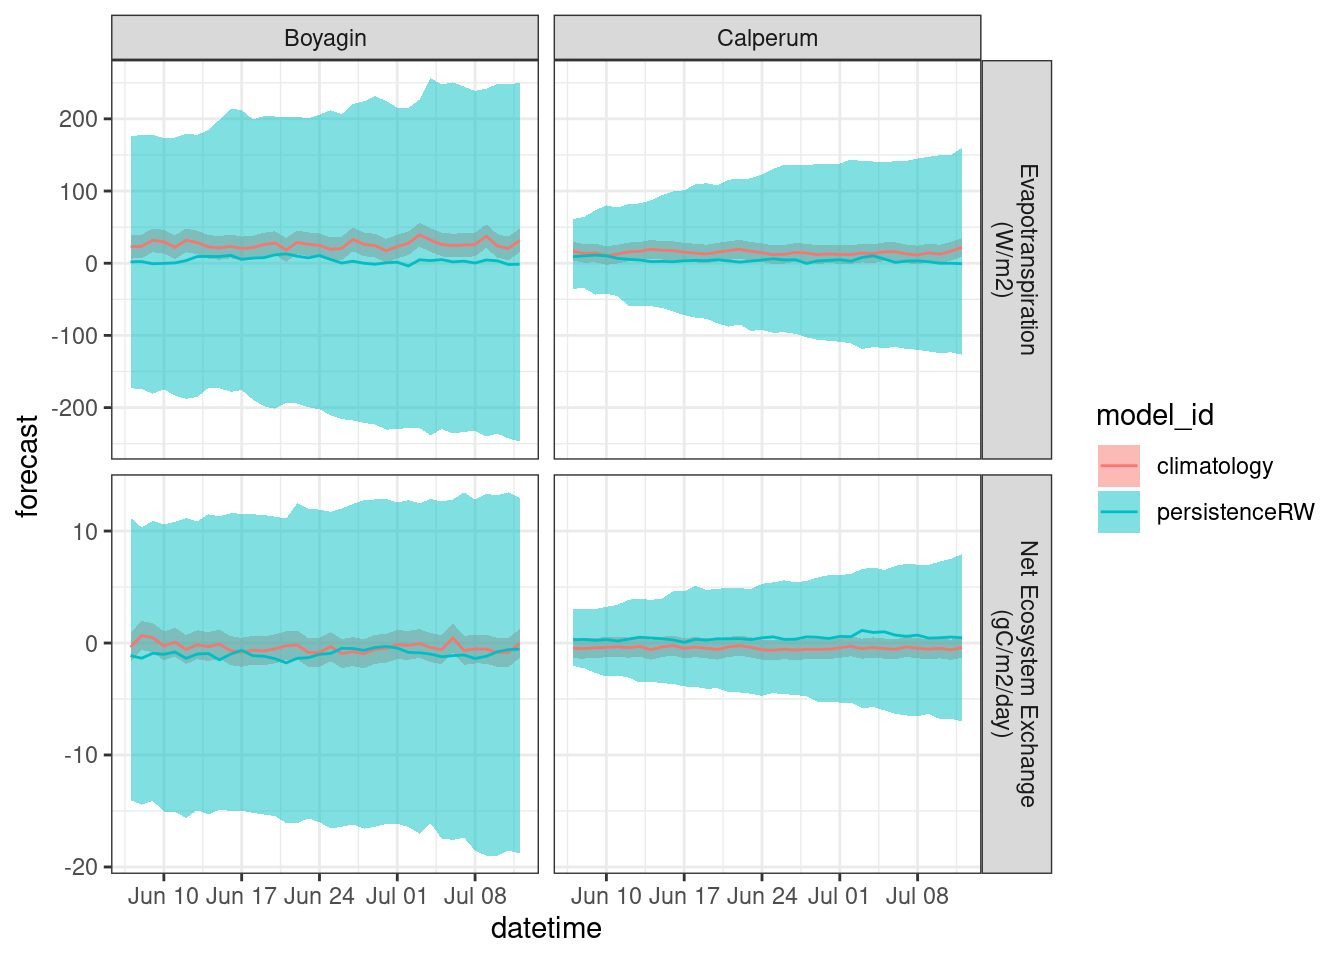 Boyagin
Calperum
200
100
0
-100
-200
Evapotranspiration
(W/m2)
10
0
-10
-20
Net Ecosystem Exchange
(gC/m2/day)
forecast
Jun 10 Jun 17 Jun 24 Jul 01 Jul 08
Jun 10 Jun 17 Jun 24 Jul 01 Jul 08
datetime
model_id
climatology
persistenceRW